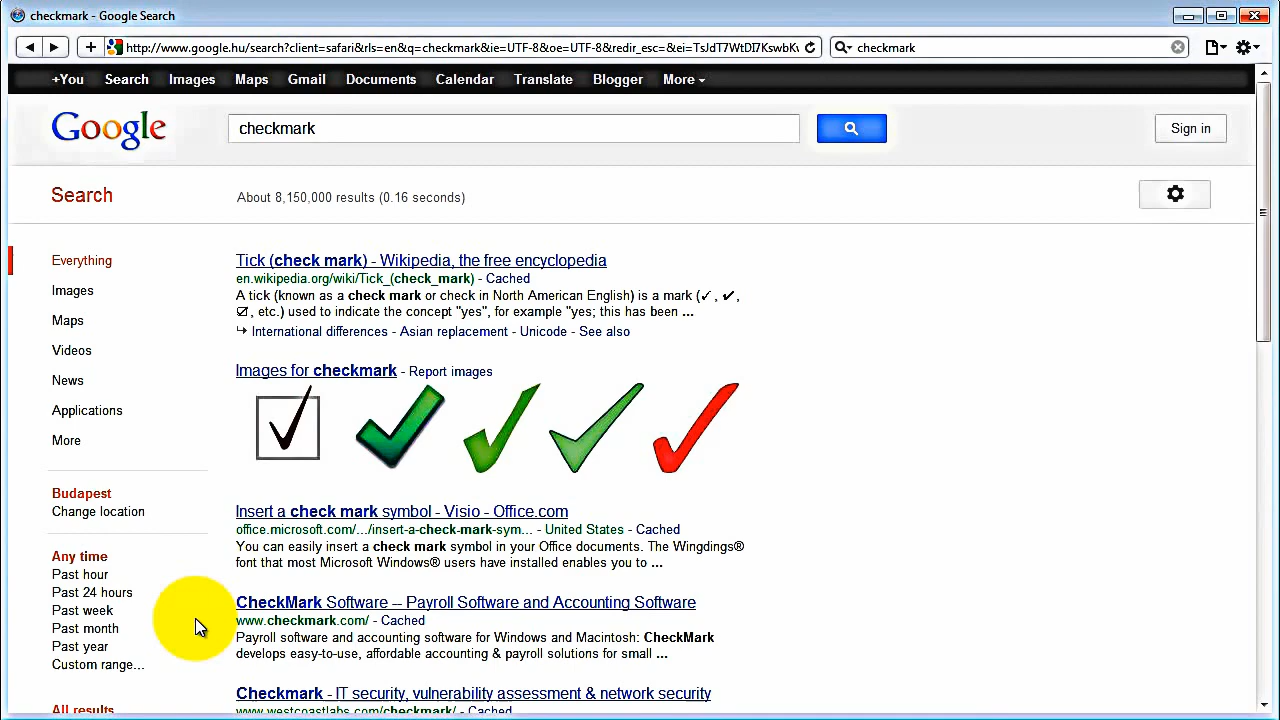 checkmark - Google Search
http://www.google.hu/search?client=safari&rls=en&q=checkmark&ie=UTF-8&oe=UTF-8&redir_esc=&ei=TsJdT7WtDI7KswbK
checkmark
+You Search Images Maps Gmail Documents Calendar Translate Blogger More
Google
checkmark
Sign in
Search
About 8,150,000 results (0.16 seconds)
Everything
Images
Maps
Videos
News
Applications
More
Budapest
Change location
Any time
Past hour
Past 24 hours
Past week
Past month
Past year
Custom range...
All results
Tick (check mark) - Wikipedia, the free encyclopedia
en.wikipedia.org/wiki/Tick_(check_mark) - Cached
A tick (known as a check mark or check in North American English) is a mark (✓, ✔,
☑, etc.) used to indicate the concept "yes", for example "yes; this has been ...
↳ International differences - Asian replacement - Unicode - See also
Images for checkmark - Report images
Insert a check mark symbol - Visio - Office.com
office.microsoft.com/.../insert-a-check-mark-sym... - United States - Cached
You can easily insert a check mark symbol in your Office documents. The Wingdings®
font that most Microsoft Windows® users have installed enables you to ...
CheckMark Software -- Payroll Software and Accounting Software
www.checkmark.com/ - Cached
Payroll software and accounting software for Windows and Macintosh: CheckMark
develops easy-to-use, affordable accounting & payroll solutions for small ...
Checkmark - IT security, vulnerability assessment & network security
www.westcoastlabs.com/checkmark/ - Cached